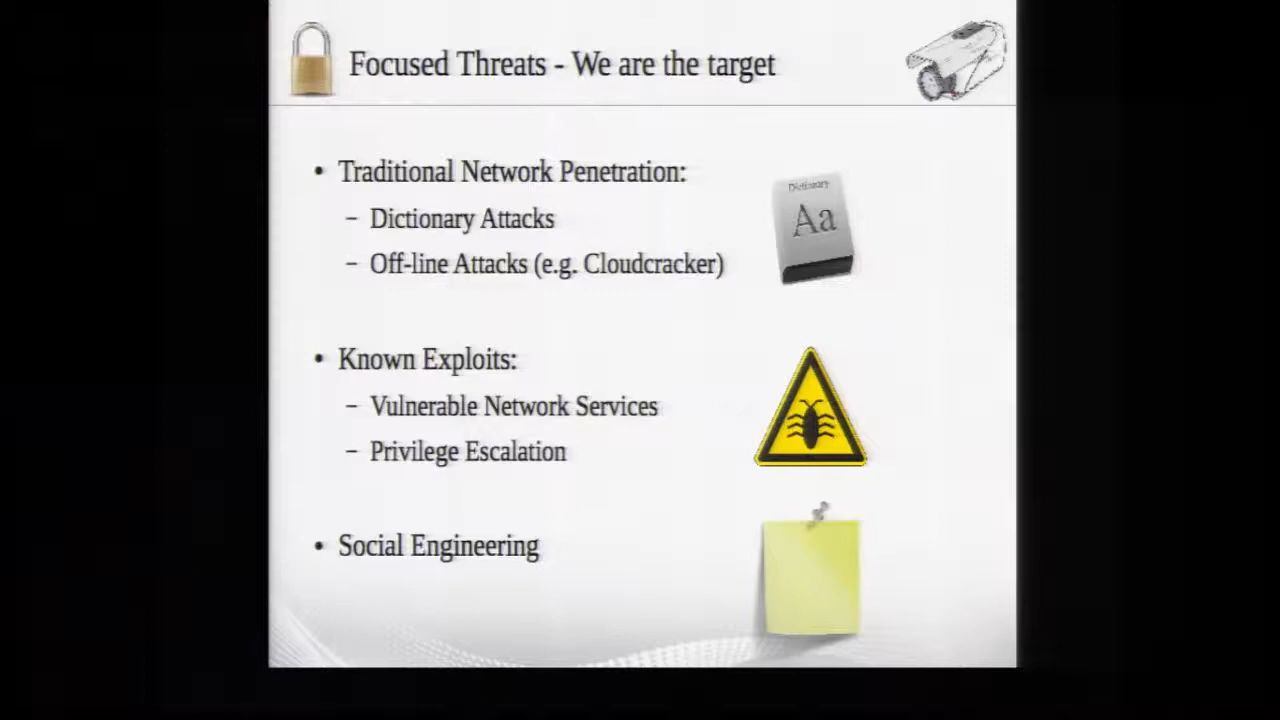 Focused Threats - We are the target
• Traditional Network Penetration:
– Dictionary Attacks
– Off-line Attacks (e.g. Cloudcracker)
Dictionary
Aa
• Known Exploits:
– Vulnerable Network Services
– Privilege Escalation
• Social Engineering